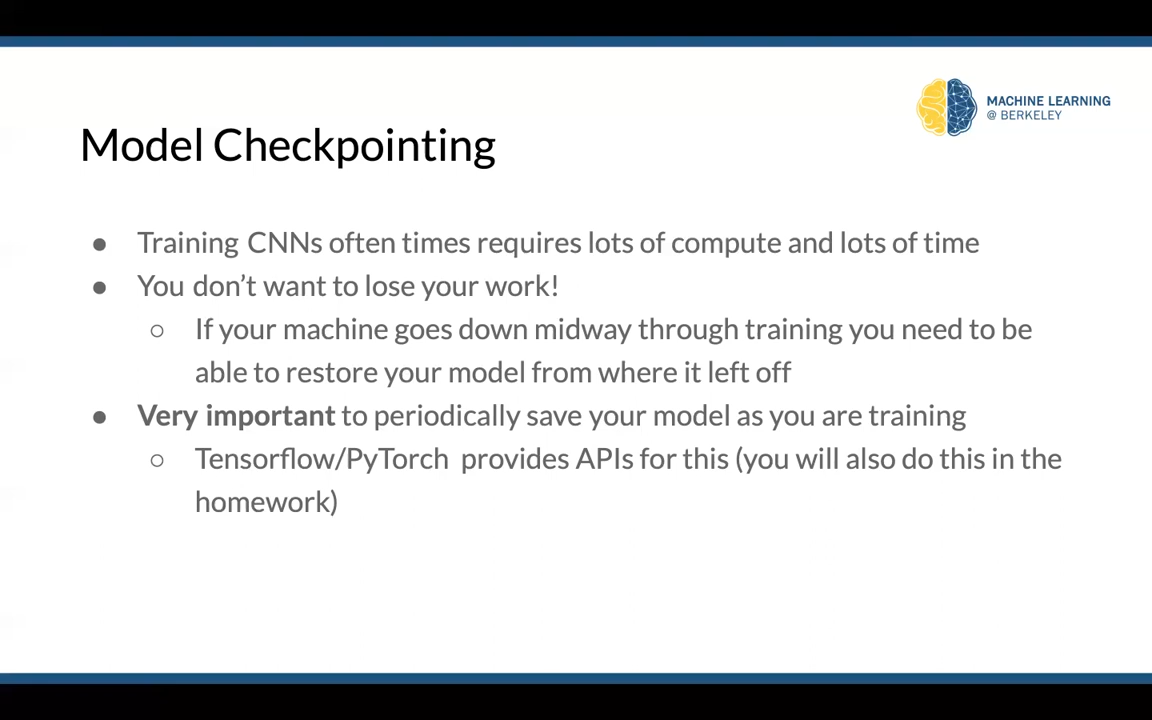 MACHINE LEARNING
@ BERKELEY
Model Checkpointing
● Training CNNs often times requires lots of compute and lots of time
● You don’t want to lose your work!
○ If your machine goes down midway through training you need to be
able to restore your model from where it left off
● Very important to periodically save your model as you are training
○ Tensorflow/PyTorch provides APIs for this (you will also do this in the
homework)